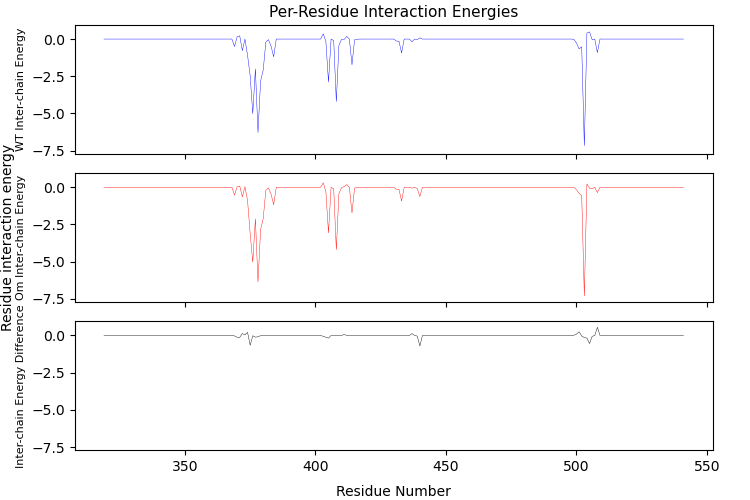 Per-Residue Interaction Energies
Residue interaction energy
WT Inter-chain Energy
0.0
−2.5
−5.0
−7.5
Om Inter-chain Energy
0.0
−2.5
−5.0
−7.5
Inter-chain Energy Difference
0.0
−2.5
−5.0
−7.5
350 400 450 500 550
Residue Number